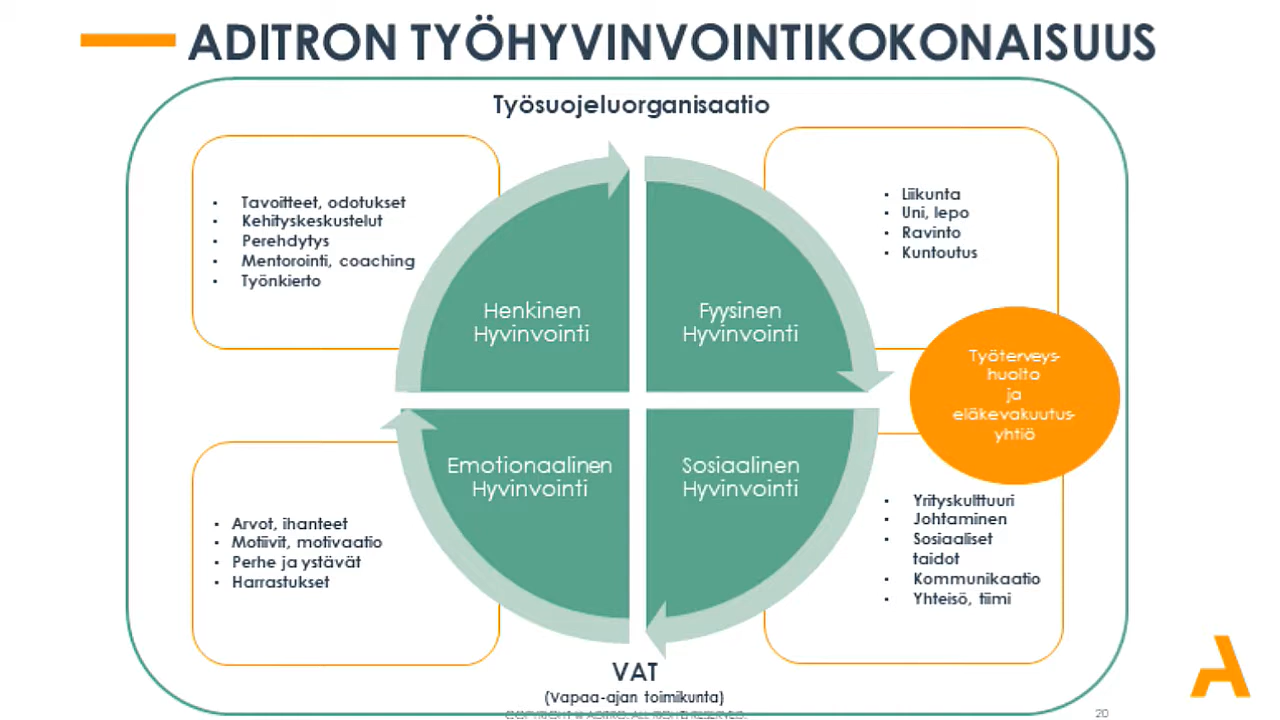 ADITRON TYÖHYVINVOINTIKOKONAISUUS
Työsuojeluorganisaatio
• Tavoitteet, odotukset
• Kehityskeskustelut
• Perehdytys
• Mentorointi, coaching
• Työnkierto
• Liikunta
• Uni, lepo
• Ravinto
• Kuntoutus
Henkinen
Hyvinvointi
Fyysinen
Hyvinvointi
Työterveys-
huolto
ja
eläkevakuutus-
yhtiö
Emotionaalinen
Hyvinvointi
Sosiaalinen
Hyvinvointi
• Arvot, ihanteet
• Motiivit, motivaatio
• Perhe ja ystävät
• Harrastukset
• Yrityskulttuuri
• Johtaminen
• Sosiaaliset
taidot
• Kommunikaatio
• Yhteisö, tiimi
VAT
(Vapaa-ajan toimikunta)
20